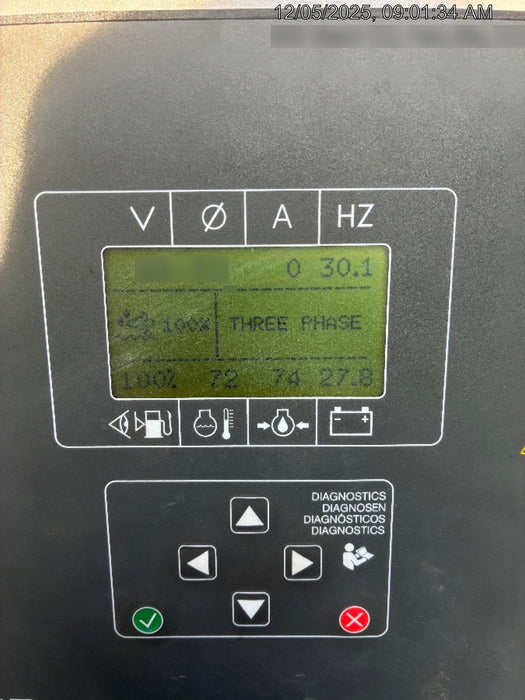 12/05/2025, 09:01:34 AM
V Ø A HZ
0 30.1
100% THREE PHASE
100% 72 74 27.8
- +
DIAGNOSTICS
DIAGNOSEN
DIAGNÓSTICOS
DIAGNOSTICS